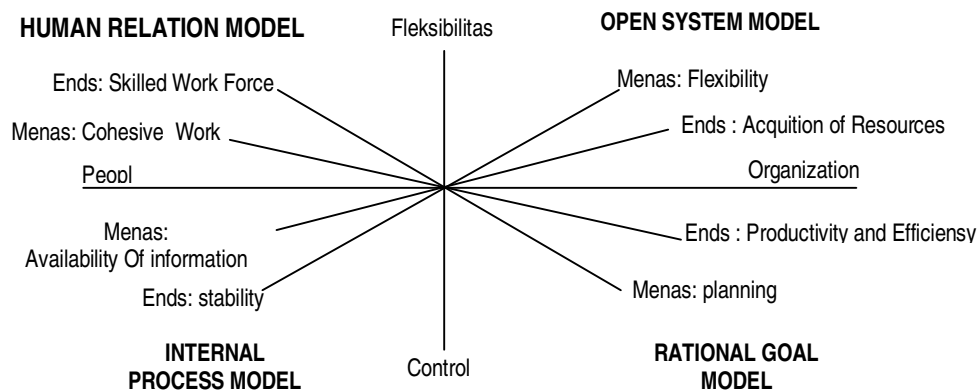 HUMAN RELATION MODEL
Fleksibilitas
OPEN SYSTEM MODEL
Ends: Skilled Work Force
Menas: Flexibility
Menas: Cohesive Work
Ends : Acquition of Resources
Peopl
Organization
Menas:
Availability Of information
Ends : Productivity and Efficiensy
Ends: stability
Menas: planning
INTERNAL
PROCESS MODEL
Control
RATIONAL GOAL
MODEL